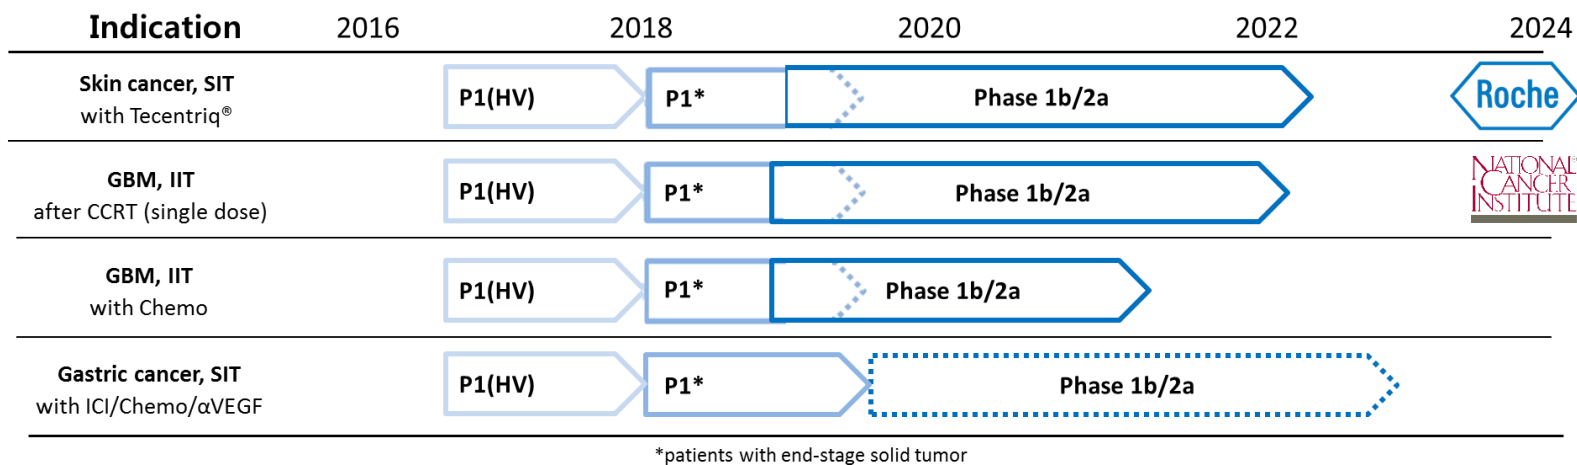 Indication 2016 2018 2020 2022 2024
Skin cancer, SIT
with Tecentriq®
P1(HV) P1* Phase 1b/2a Roche
GBM, IIT
after CCRT (single dose)
P1(HV) P1* Phase 1b/2a
NATIONAL
CANCER
INSTITUTE
GBM, IIT
with Chemo
P1(HV) P1* Phase 1b/2a
Gastric cancer, SIT
with ICI/Chemo/αVEGF
P1(HV) P1* Phase 1b/2a
*patients with end-stage solid tumor